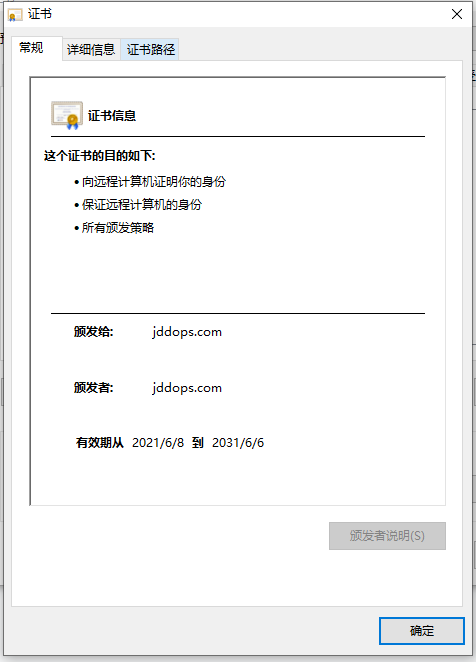 证书
常规 详细信息 证书路径
证书信息
这个证书的目的如下:
• 向远程计算机证明你的身份
• 保证远程计算机的身份
• 所有颁发策略
颁发给: jddops.com
颁发者: jddops.com
有效期从 2021/6/8 到 2031/6/6
颁发者说明(S)
确定